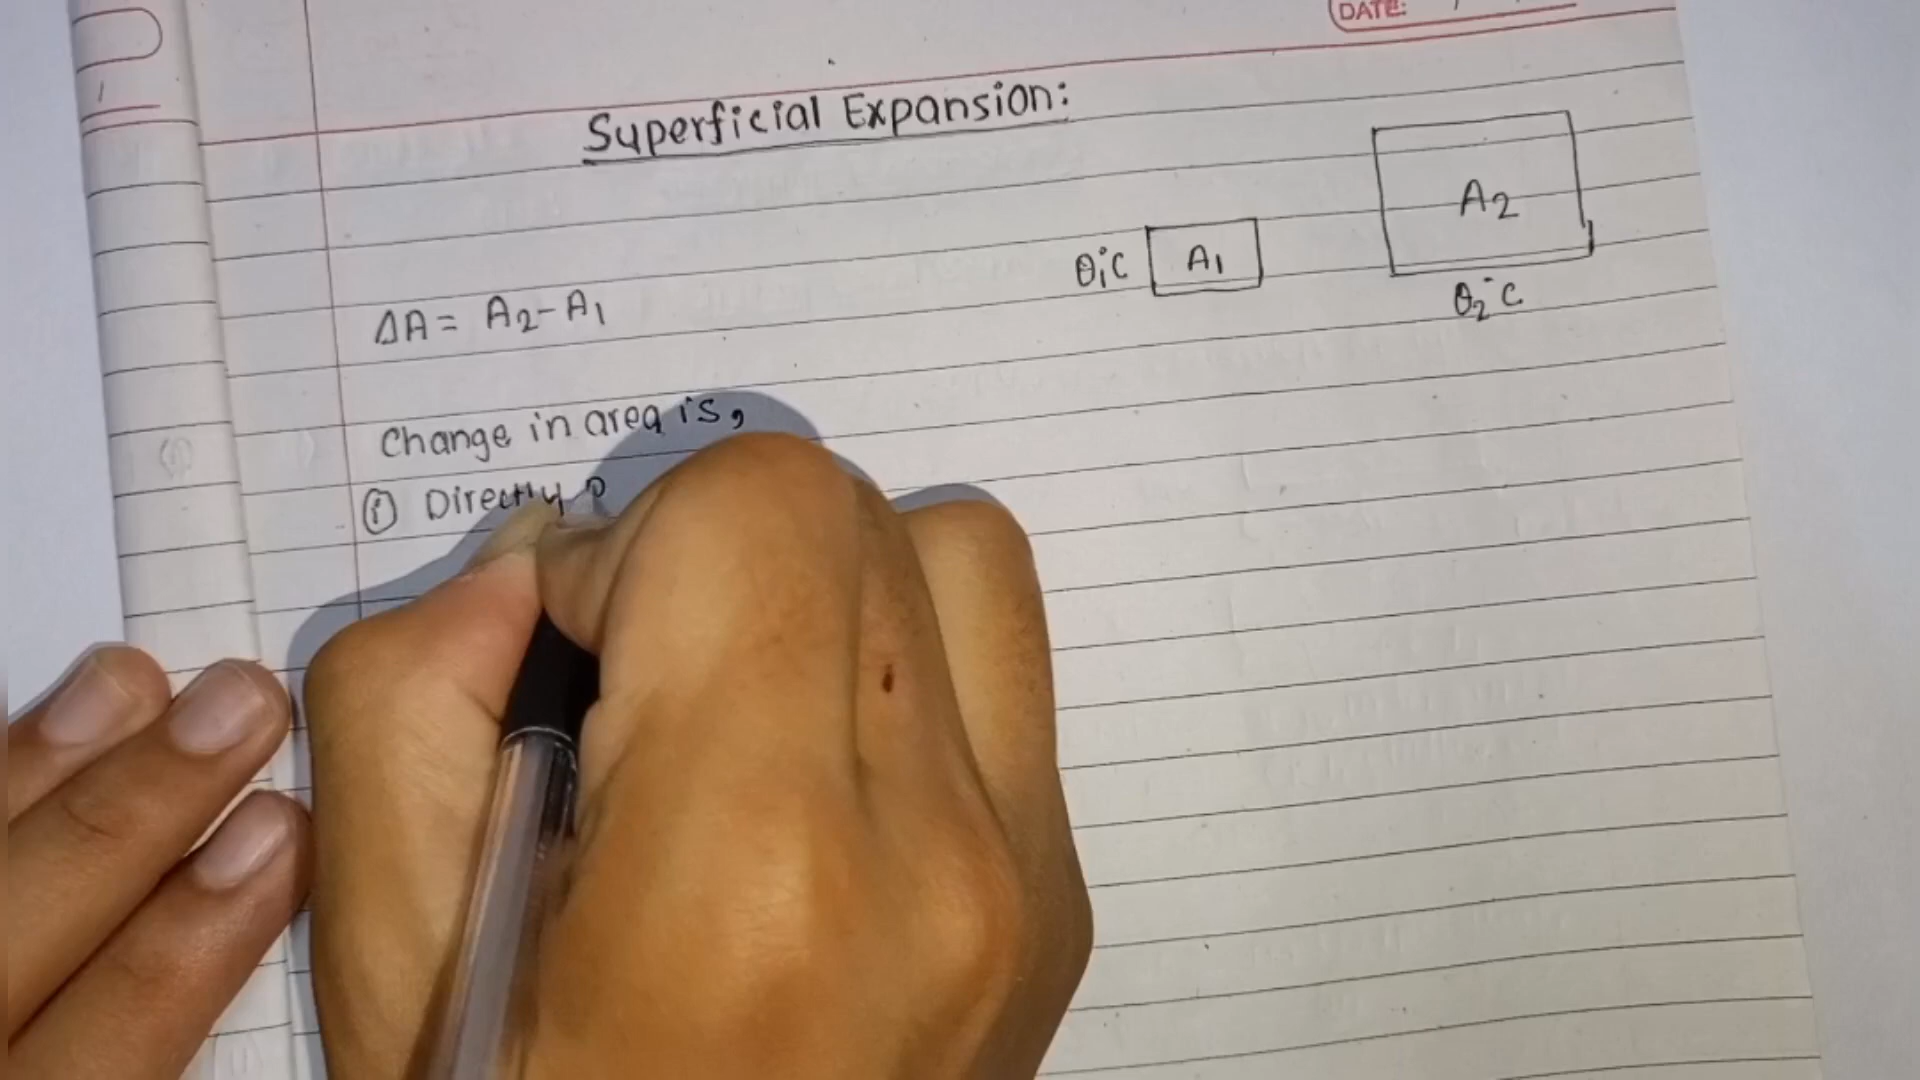 DATE:
Superficial Expansion:
A2
θ1°C A1
θ2°C
ΔA = A2-A1
Change in area is,
(i) Directly p